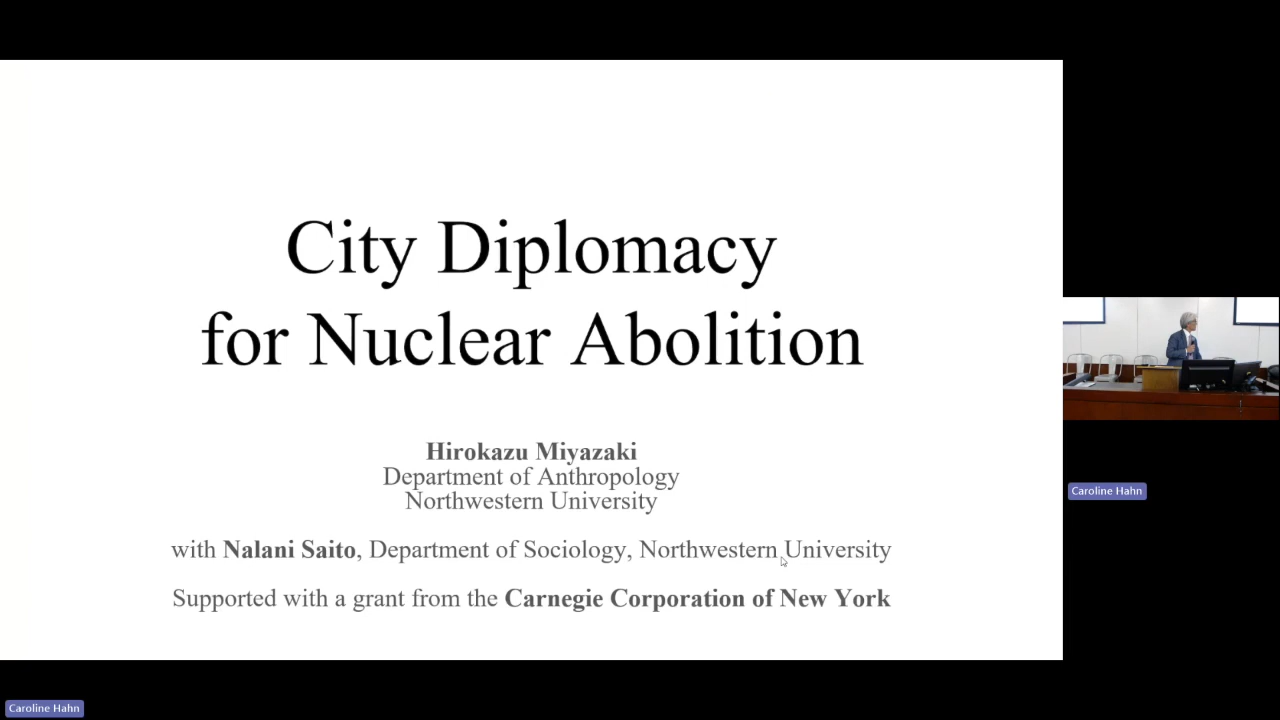 City Diplomacy
for Nuclear Abolition
Hirokazu Miyazaki
Department of Anthropology
Northwestern University
with Nalani Saito, Department of Sociology, Northwestern University
Supported with a grant from the Carnegie Corporation of New York
Caroline Hahn
Caroline Hahn